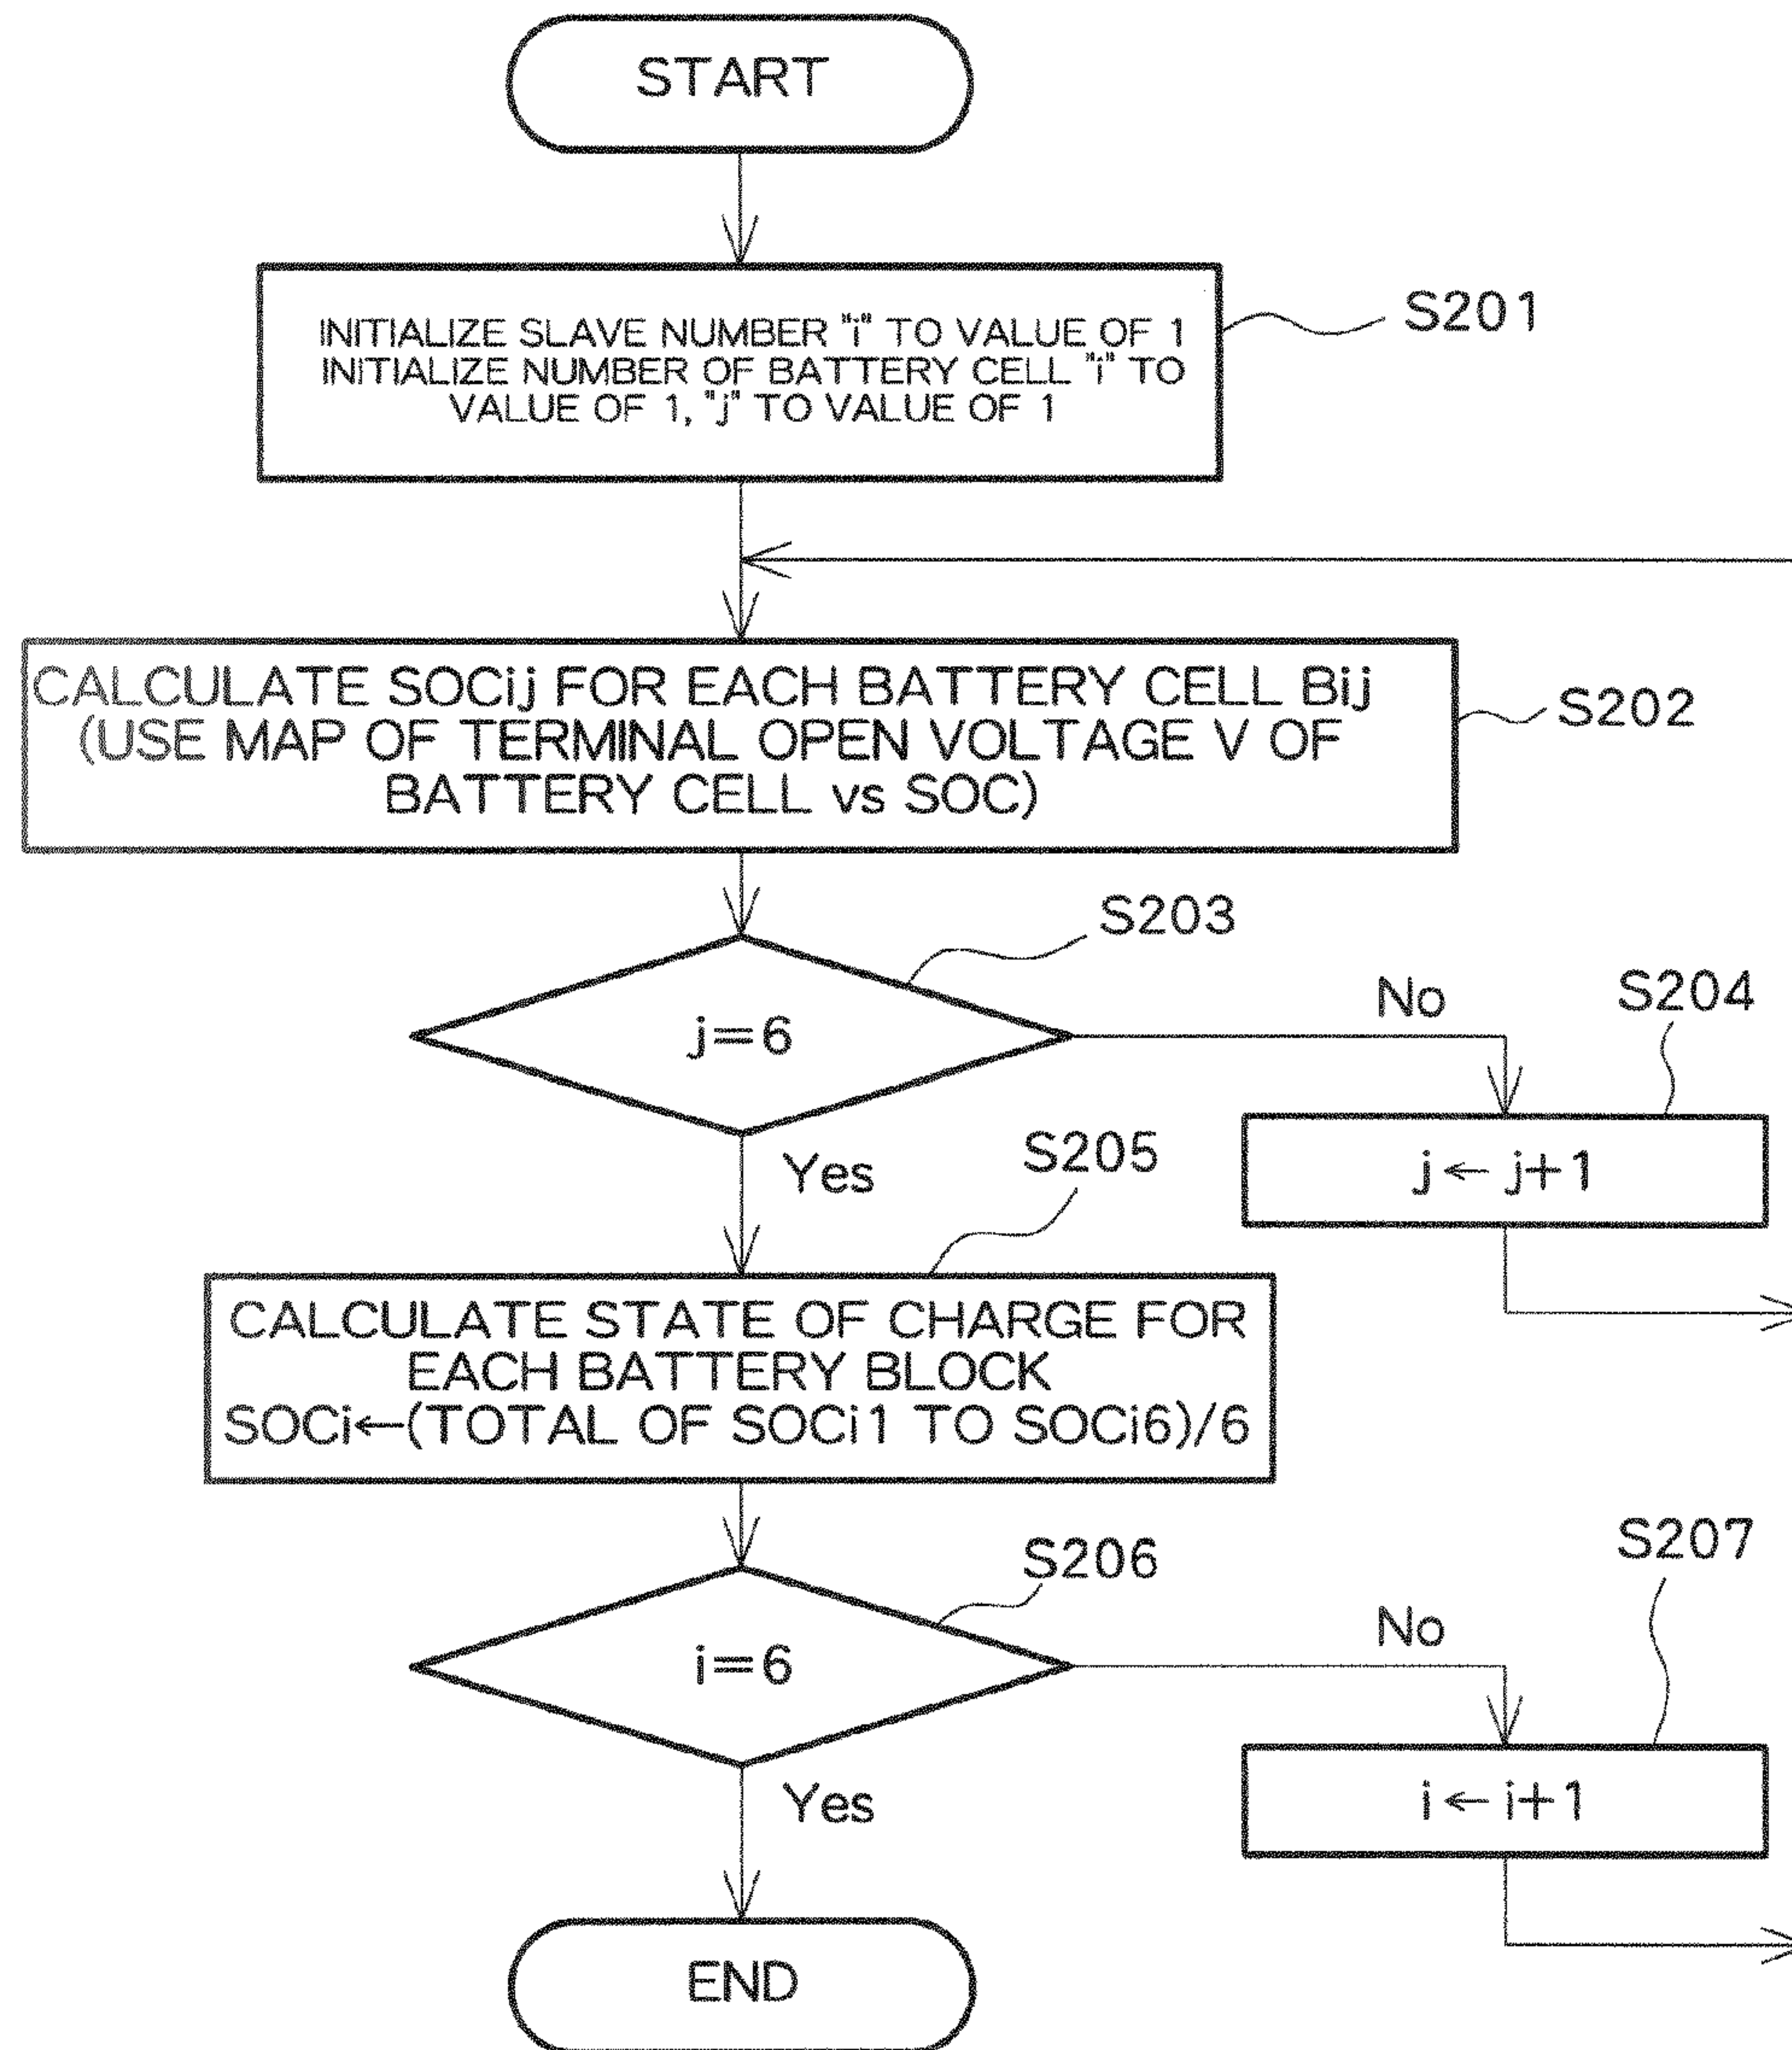 START
S201
INITIALIZE SLAVE NUMBER "i" TO VALUE OF 1
INITIALIZE NUMBER OF BATTERY CELL "i" TO
VALUE OF 1, "j" TO VALUE OF 1
CALCULATE SOCij FOR EACH BATTERY CELL Bij
(USE MAP OF TERMINAL OPEN VOLTAGE V OF
BATTERY CELL vs SOC)
S202
S203
j=6
No
S204
j ← j+1
Yes
S205
CALCULATE STATE OF CHARGE FOR
EACH BATTERY BLOCK
SOCi←(TOTAL OF SOCi1 TO SOCi6)/6
S206
i=6
No
S207
i ← i+1
Yes
END